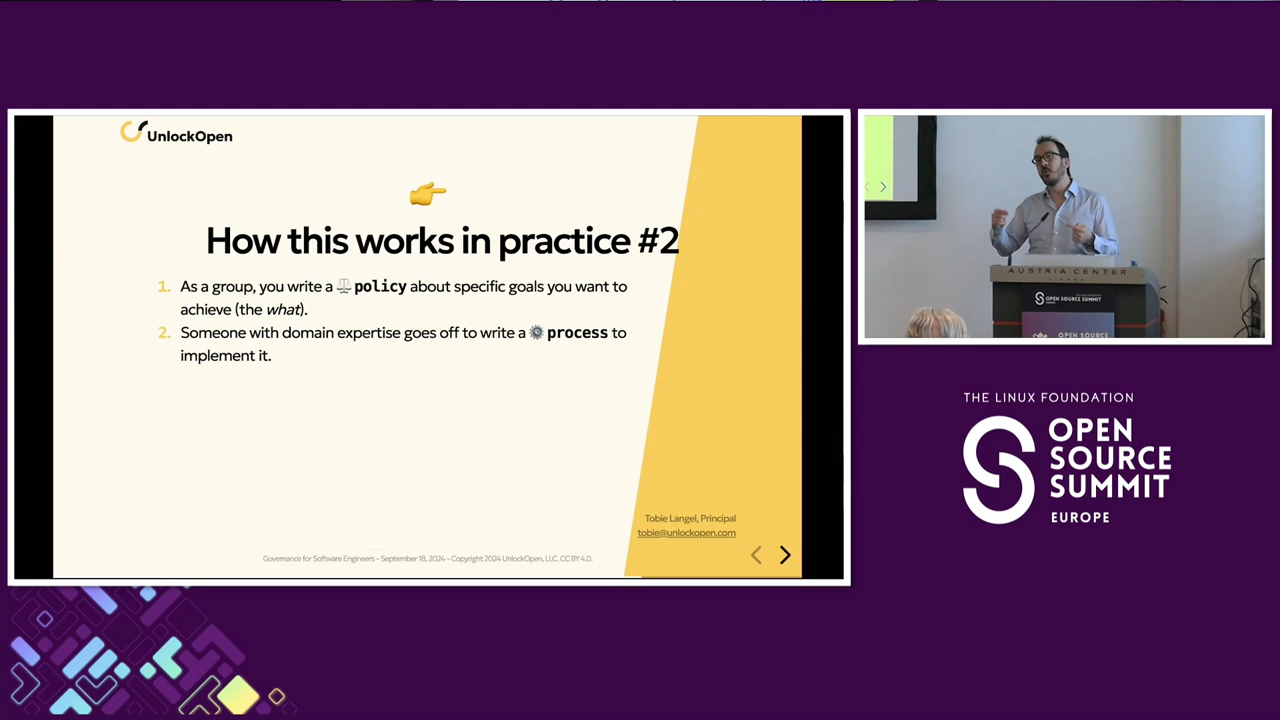 UnlockOpen
How this works in practice #2
1. As a group, you write a policy about specific goals you want to
achieve (the what).
2. Someone with domain expertise goes off to write a process to
implement it.
Tobie Langel, Principal
tobie@unlockopen.com
Governance for Software Engineers – September 18, 2024 – Copyright 2024 UnlockOpen, LLC, CC BY 4.0.
AUSTRIA CENTER
OPEN SOURCE SUMMIT
OPEN SOURCE
THE LINUX FOUNDATION
OPEN
SOURCE
SUMMIT
EUROPE